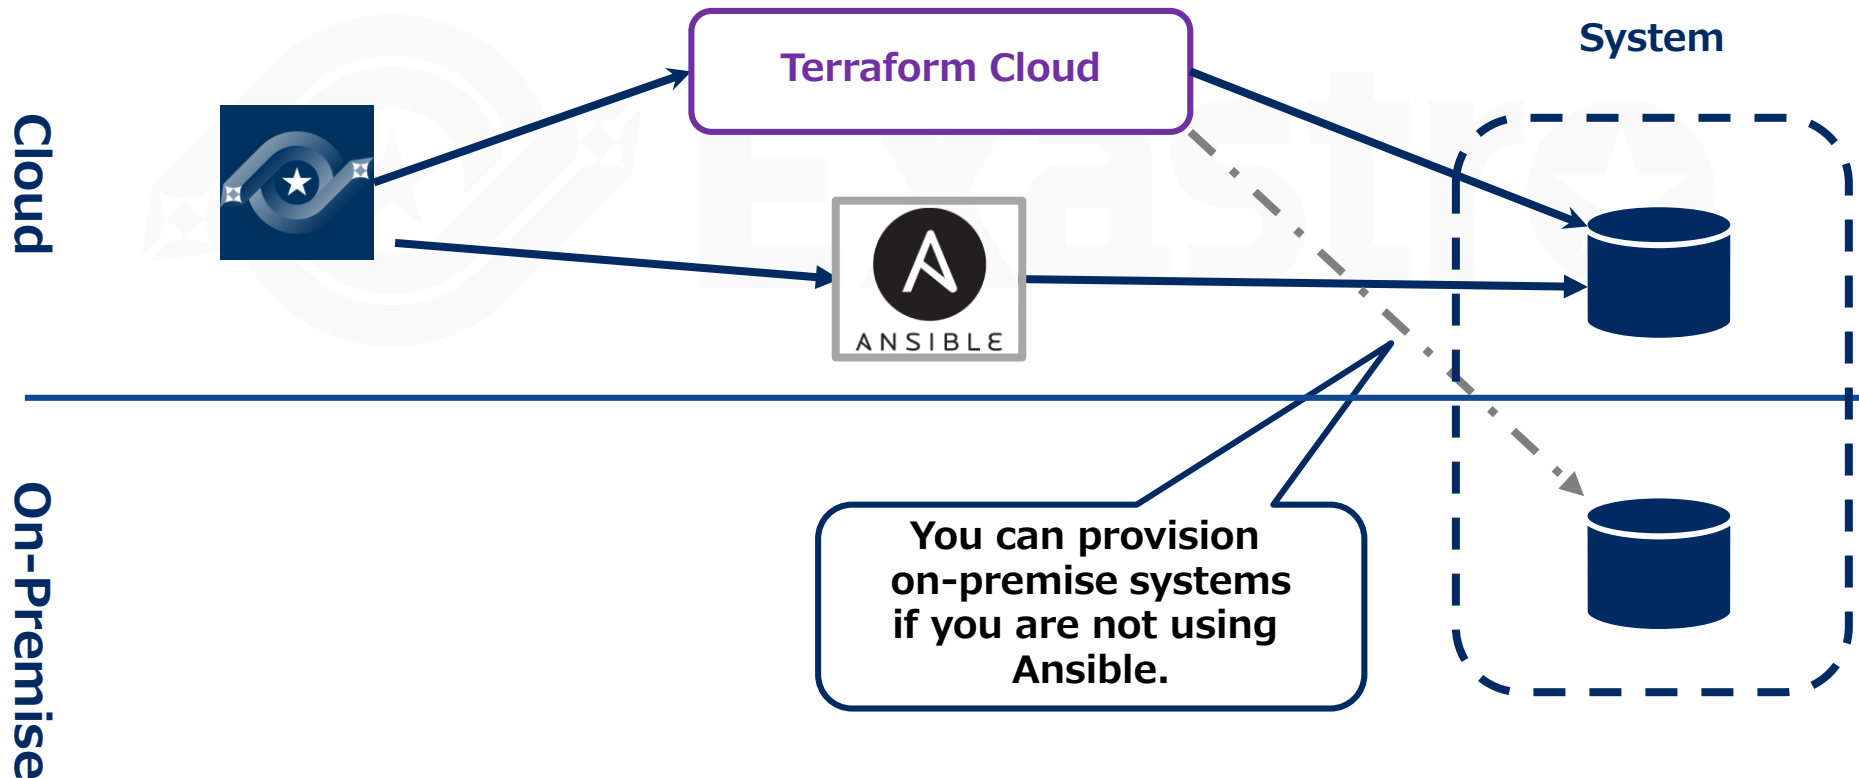 Terraform Cloud
System
Cloud
Exastro
ANSIBLE
You can provision
on-premise systems
if you are not using
Ansible.
On-Premise